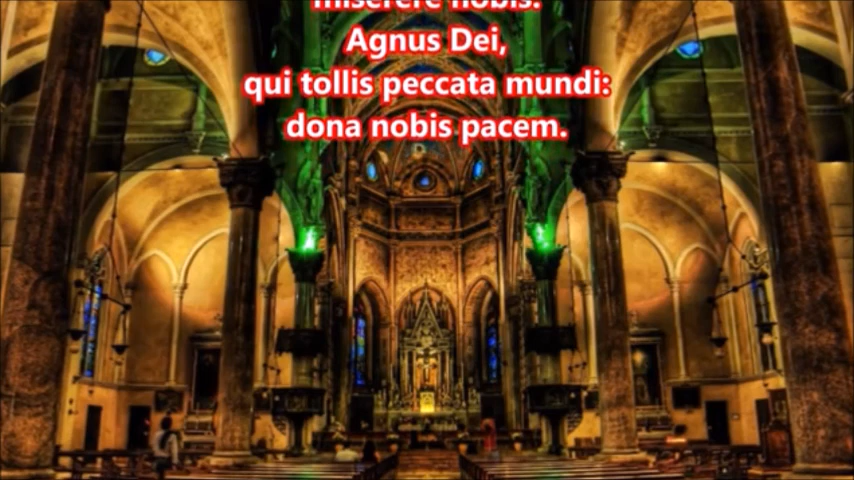 miserere nobis.
Agnus Dei,
qui tollis peccata mundi:
dona nobis pacem.